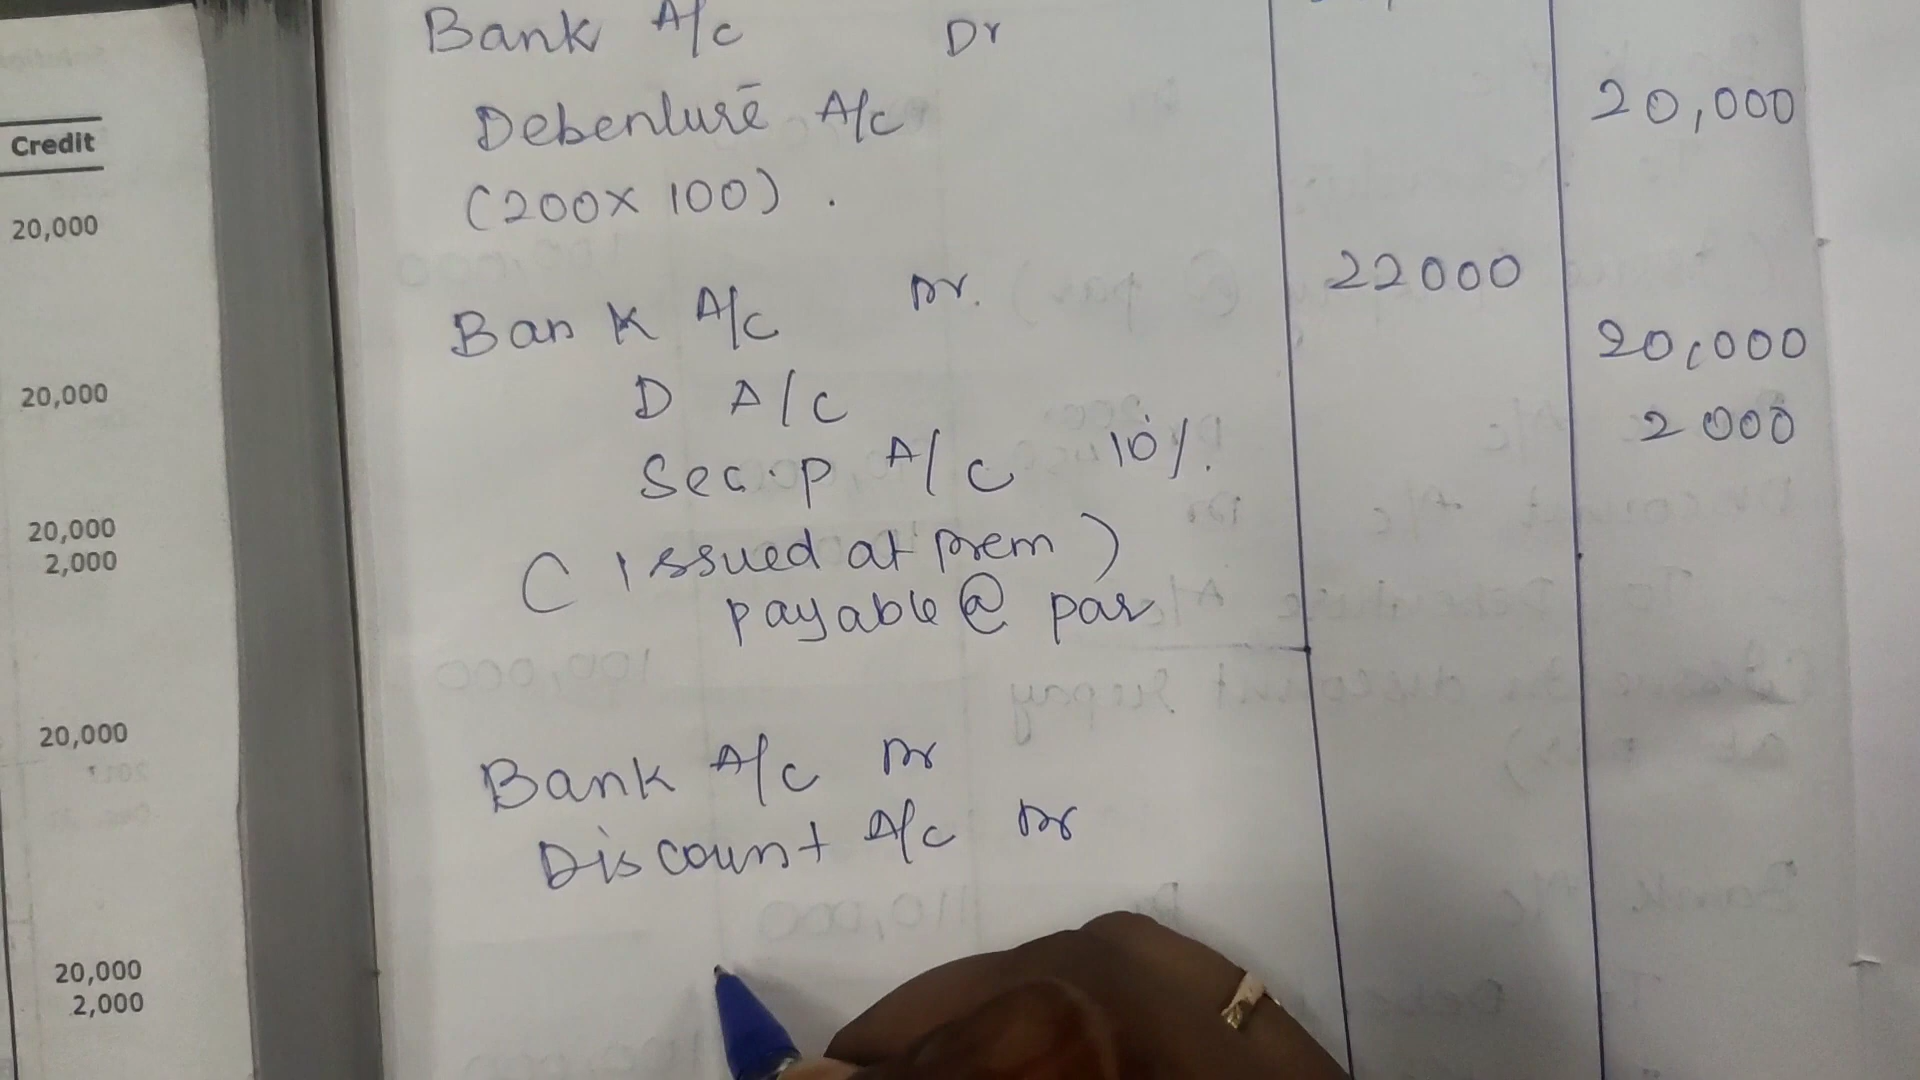 Credit
20,000
20,000
20,000
2,000
20,000
20,000
2,000
Bank A/c Dr
Debenture A/c 20,000
(200x 100).
Bank A/c Dr. 22000
D A/c 20,000
Sec.p A/c 10%. 2000
(issued at prem)
payable @ par
Bank A/c Dr
Discount A/c Dr